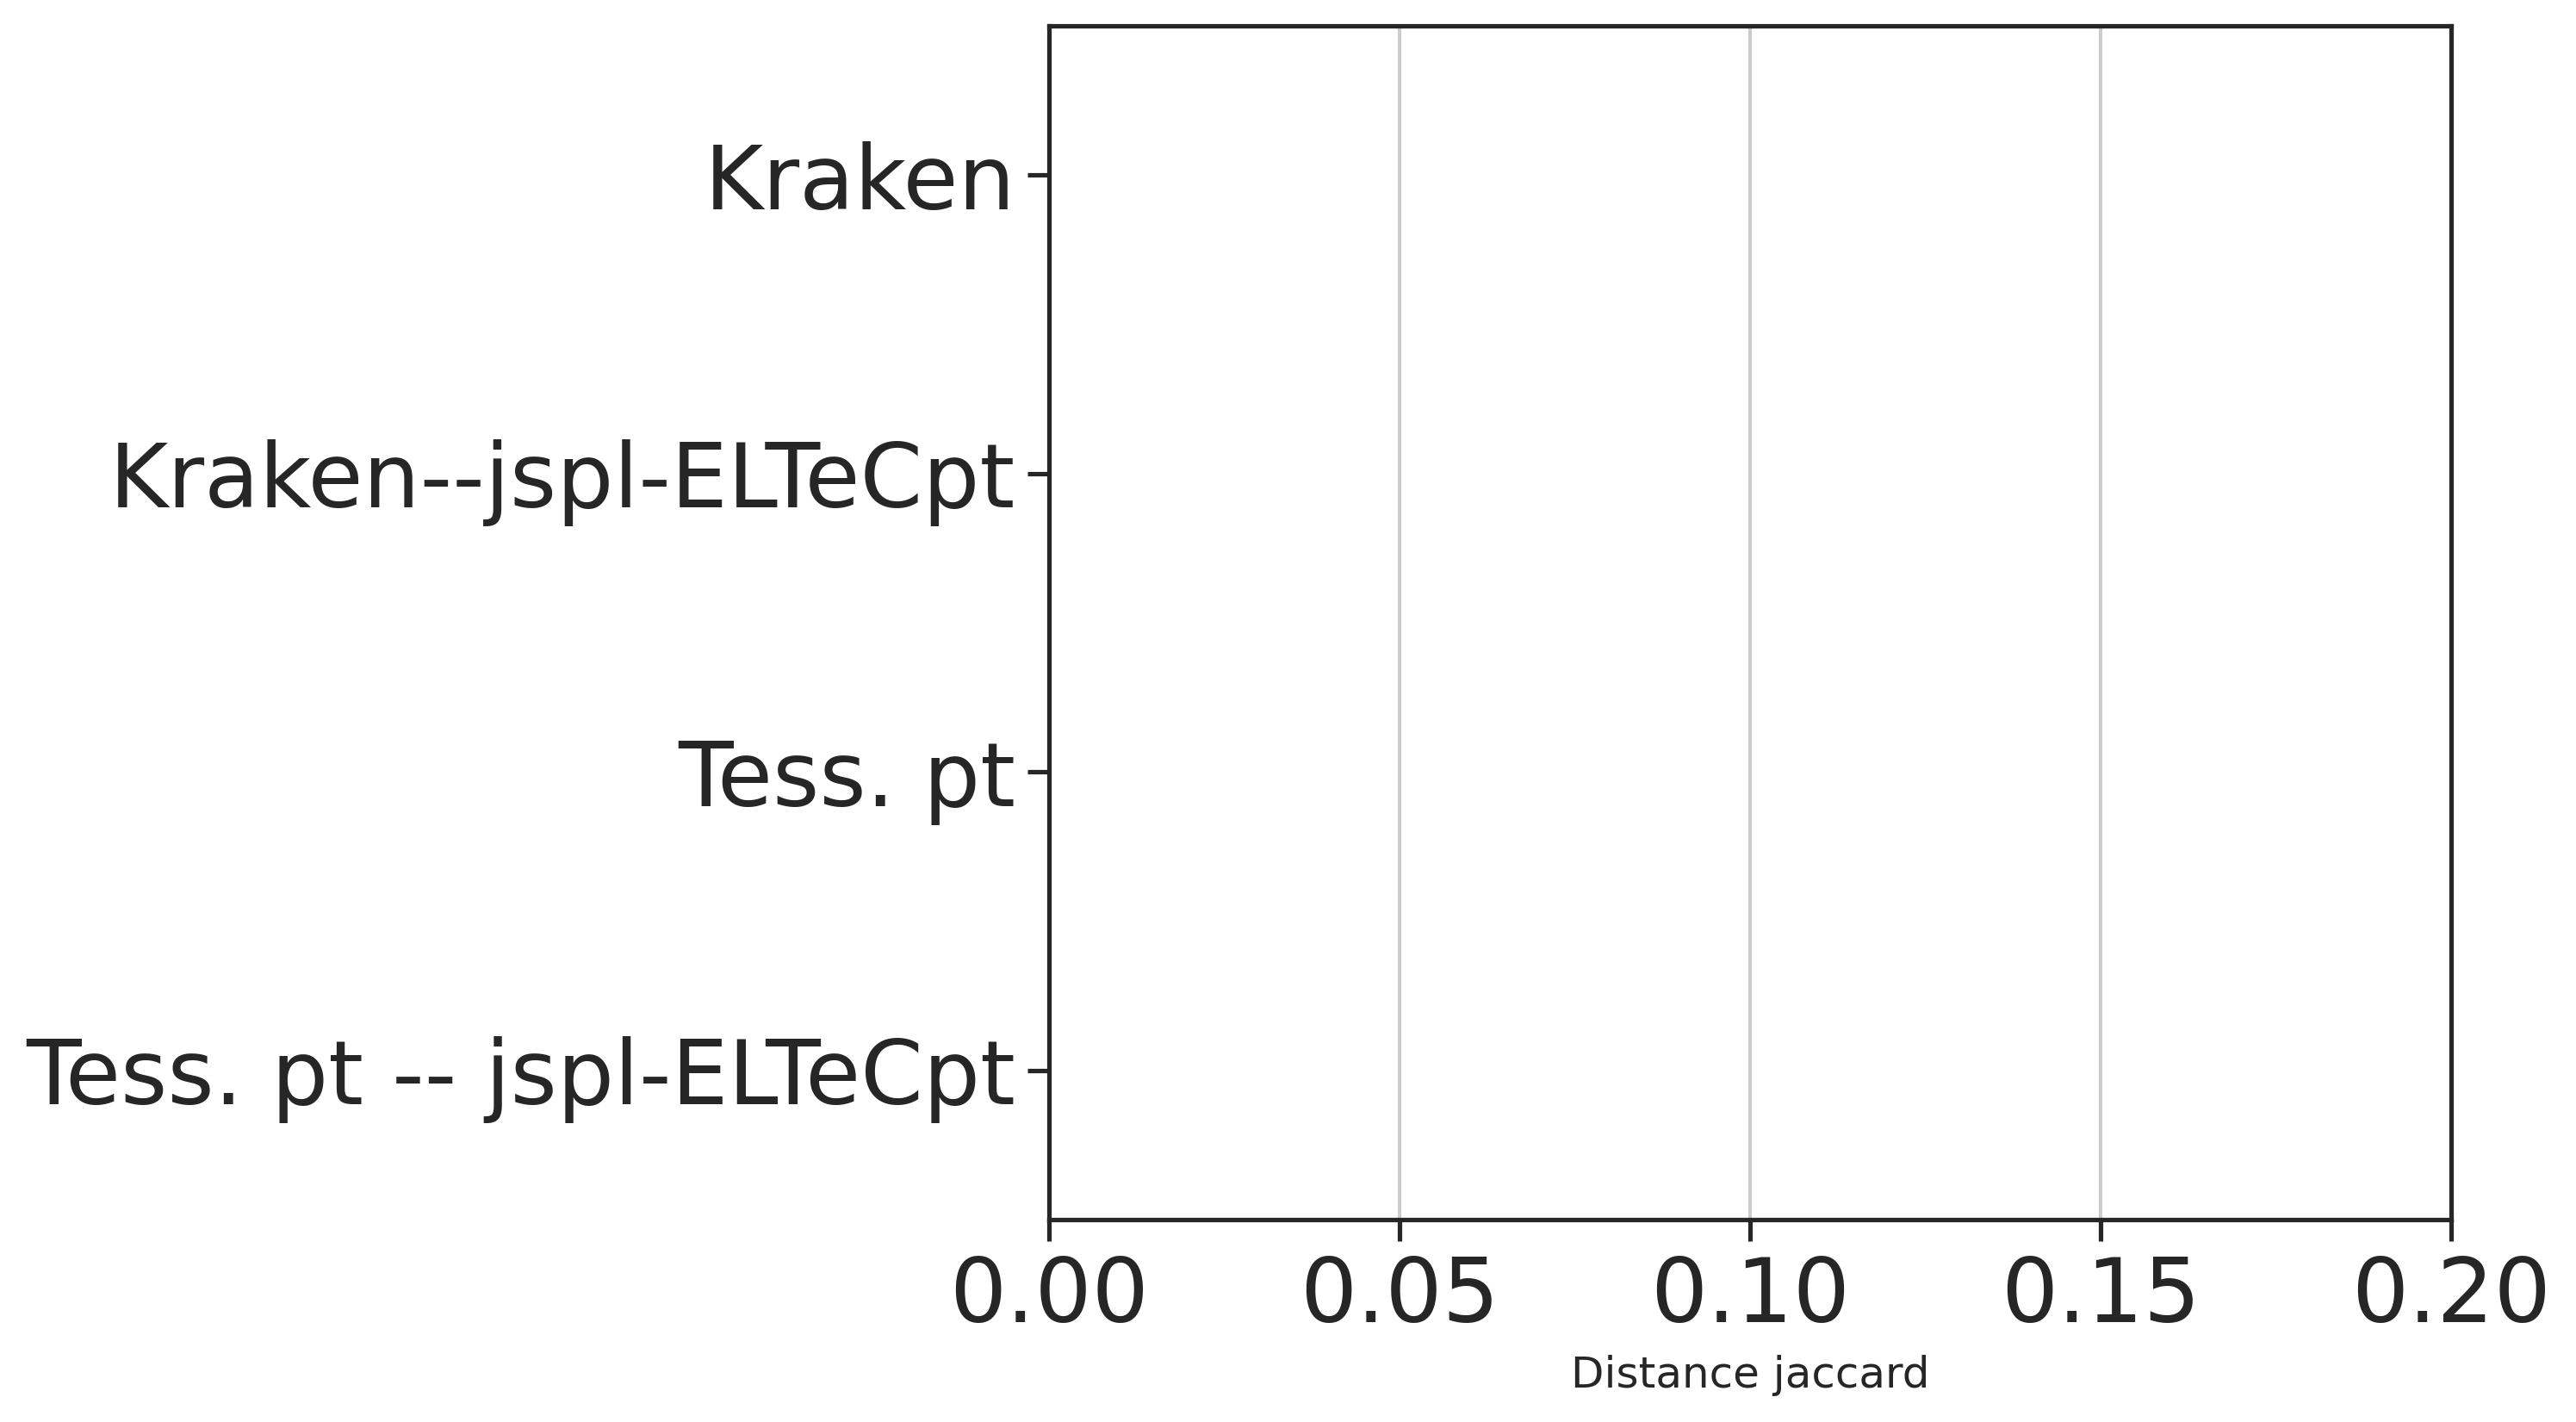 Kraken
Kraken--jspl-ELTeCpt
Tess. pt
Tess. pt -- jspl-ELTeCpt
0.00 0.05 0.10 0.15 0.20
Distance jaccard